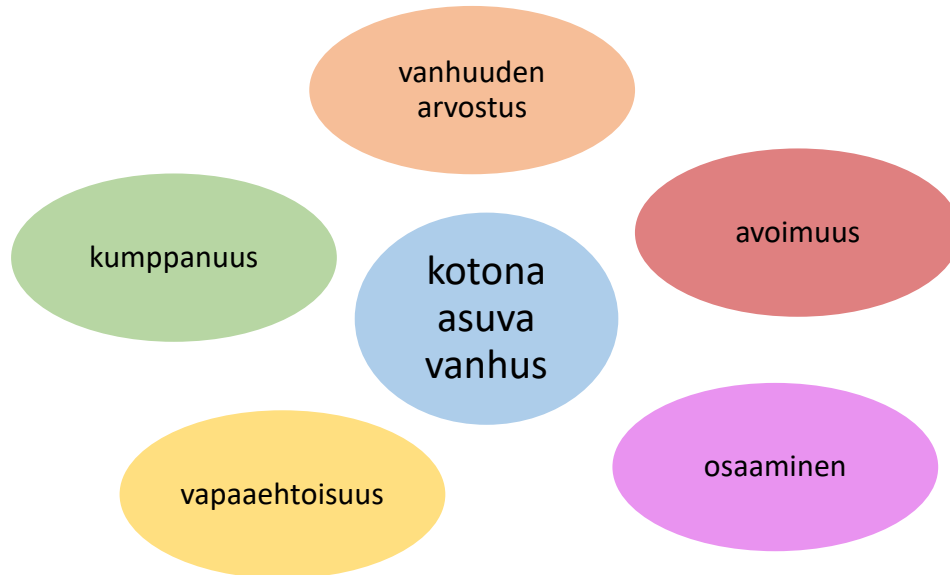 vanhuuden
arvostus
avoimuus
kumppanuus
kotona
asuva
vanhus
osaaminen
vapaaehtoisuus